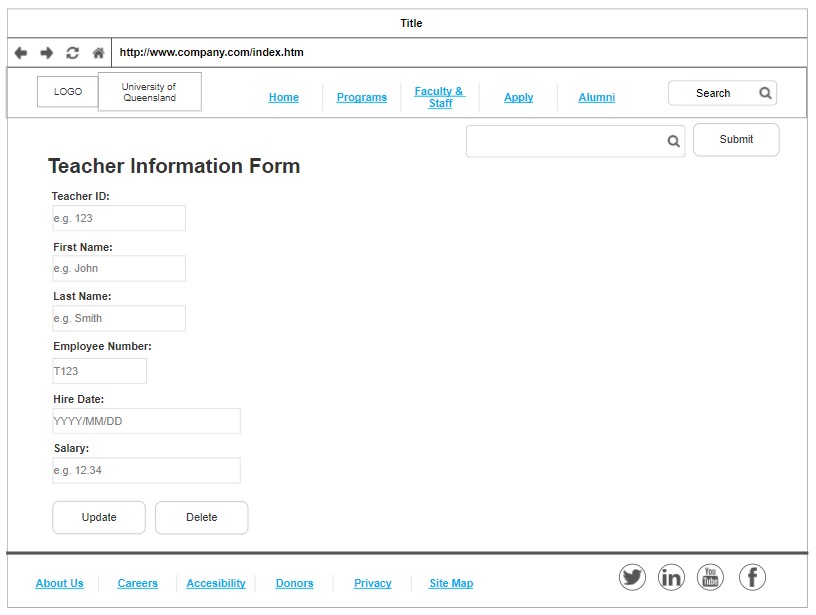 Title
http://www.company.com/index.htm
LOGO
University of
Queensland
Home
Programs
Faculty &
Staff
Apply
Alumni
Search
Submit
Teacher Information Form
Teacher ID:
e.g. 123
First Name:
e.g. John
Last Name:
e.g. Smith
Employee Number:
T123
Hire Date:
YYYY/MM/DD
Salary:
e.g. 12.34
Update
Delete
About Us
Careers
Accesibility
Donors
Privacy
Site Map
in
You
Tube
f